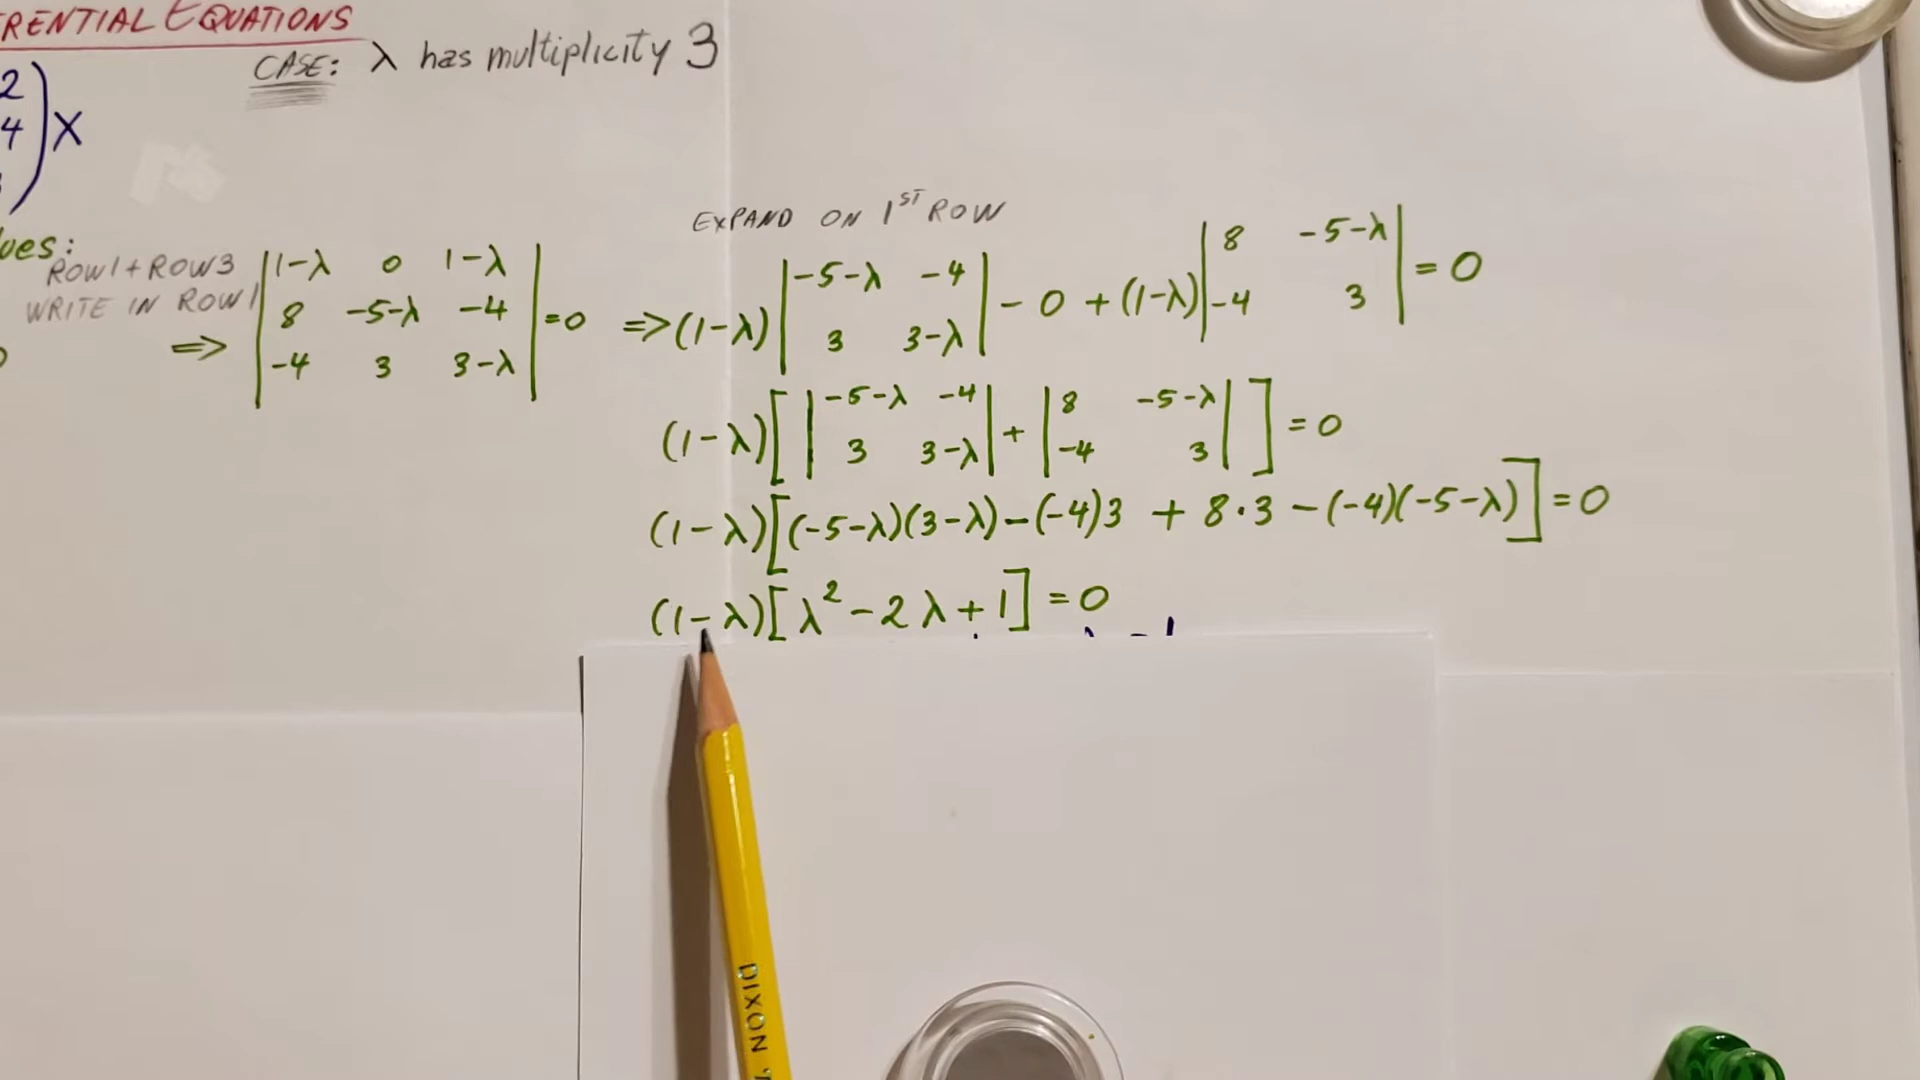 RENTIAL EQUATIONS
CASE: λ has multiplicity 3
2
4 ) X
EXPAND ON 1ST ROW
ues:
ROW1+ROW3
WRITE IN ROW1
=> |1-λ 0 1-λ|
|8 -5-λ -4| =0
|-4 3 3-λ|
=> (1-λ) |-5-λ -4| - 0 + (1-λ) |8 -5-λ| = 0
|3 3-λ| |-4 3|
(1-λ)[ |-5-λ -4| + |8 -5-λ| ] = 0
|3 3-λ| |-4 3|
(1-λ)[(-5-λ)(3-λ)-(-4)3 + 8·3 -(-4)(-5-λ)] = 0
(1-λ)[λ²-2λ+1] = 0
DIXON T